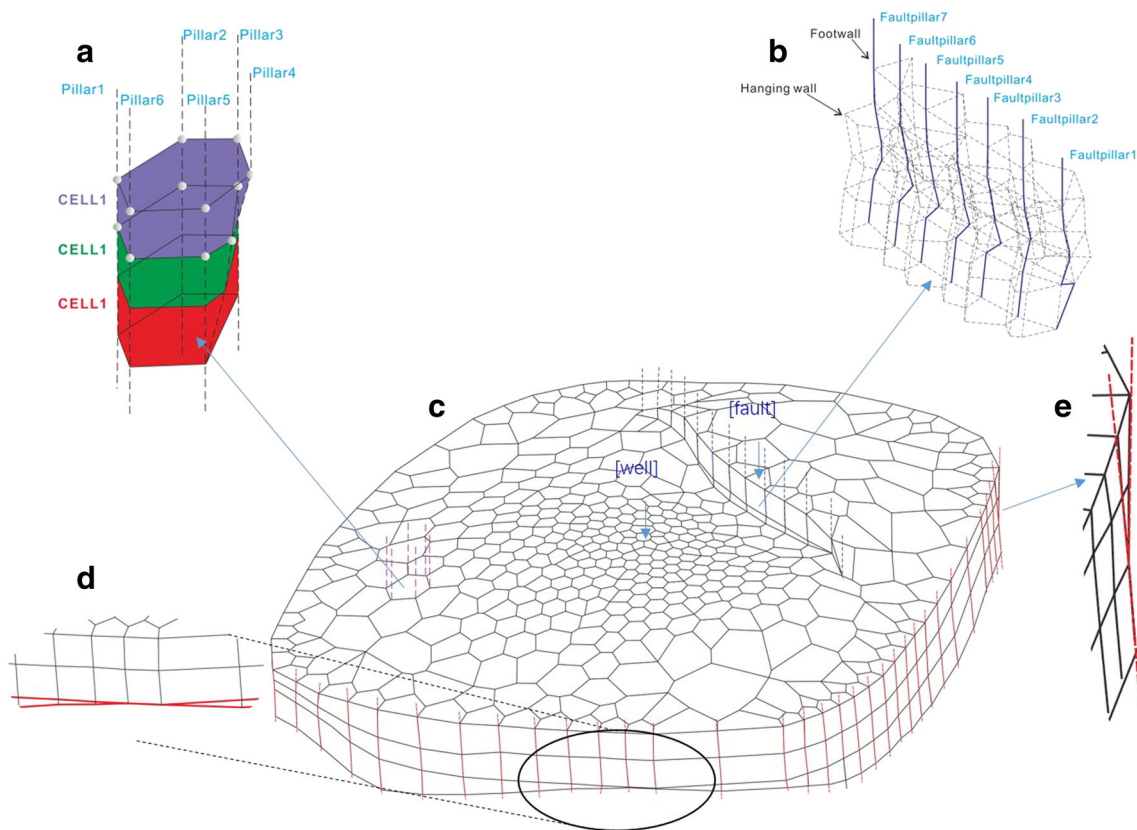 a
Pillar2
Pillar3
Pillar4
Pillar1
Pillar6
Pillar5
CELL1
CELL1
CELL1
b
Faultpillar7
Footwall
Faultpillar6
Faultpillar5
Hanging wall
Faultpillar4
Faultpillar3
Faultpillar2
Faultpillar1
c
[fault]
[well]
d
e